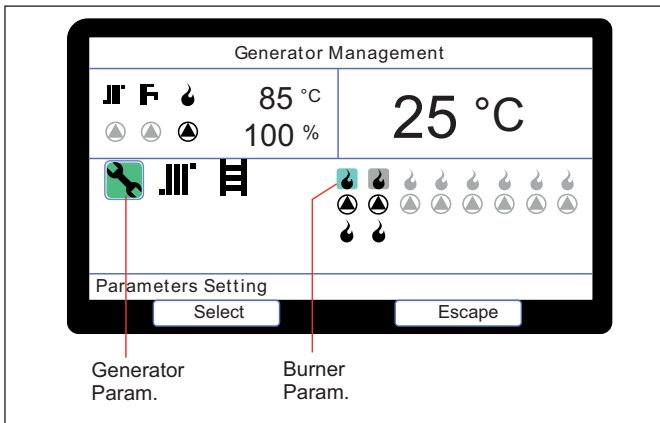 Generator Management
85 °C
100 %
25 °C
Parameters Setting
Select
Escape
Generator
Param.
Burner
Param.